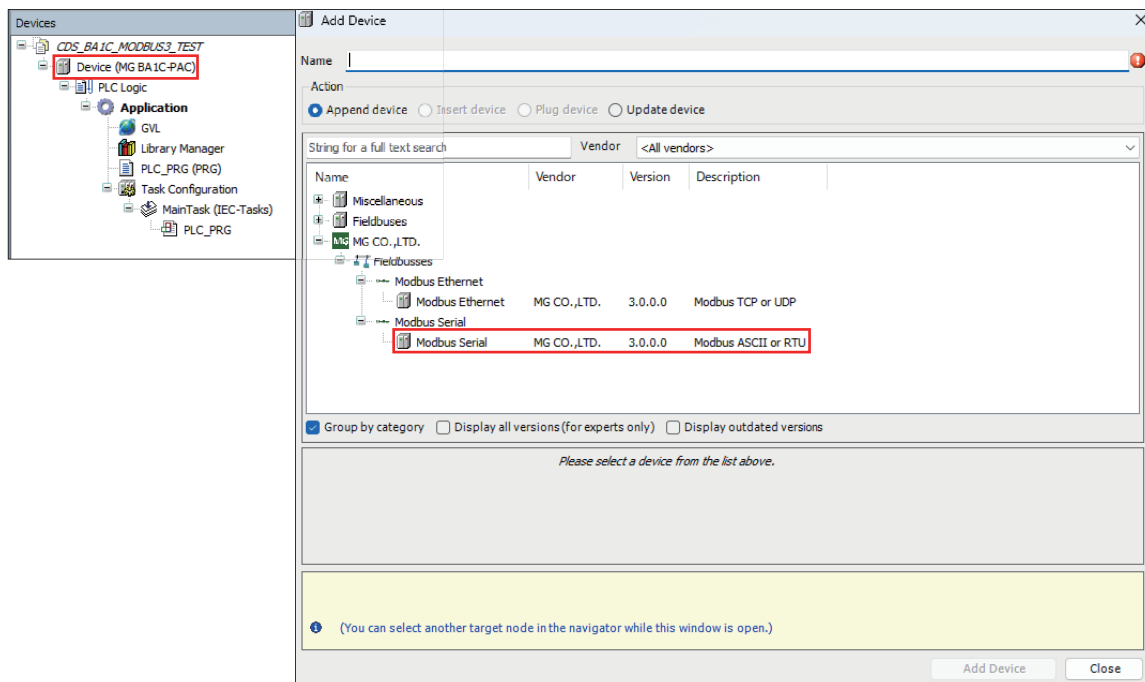 Devices
CDS_BA1C_MODBUS3_TEST
Device (MG BA1C-PAC)
PLC Logic
Application
GVL
Library Manager
PLC_PRG (PRG)
Task Configuration
MainTask (IEC-Tasks)
PLC_PRG
Add Device
Name
Action
Append device Insert device Plug device Update device
String for a full text search Vendor <All vendors>
Name Vendor Version Description
Miscellaneous
Fieldbuses
MG MG CO.,LTD.
Fieldbusses
Modbus Ethernet
Modbus Ethernet MG CO.,LTD. 3.0.0.0 Modbus TCP or UDP
Modbus Serial
Modbus Serial MG CO.,LTD. 3.0.0.0 Modbus ASCII or RTU
Group by category Display all versions (for experts only) Display outdated versions
Please select a device from the list above.
(You can select another target node in the navigator while this window is open.)
Add Device Close